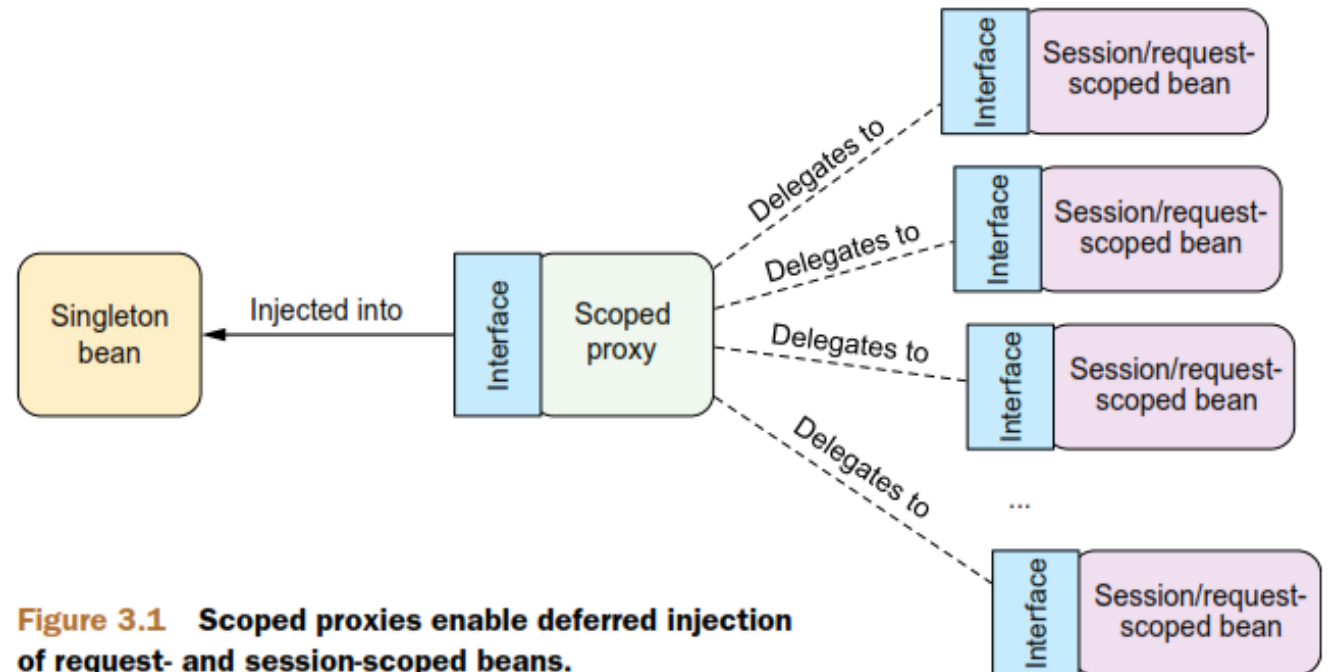 Interface
Session/request-
scoped bean
Delegates to
Interface
Session/request-
scoped bean
Delegates to
Singleton
bean
Injected into
Interface
Scoped
proxy
Delegates to
Interface
Session/request-
scoped bean
Delegates to
...
Interface
Session/request-
scoped bean
Figure 3.1 Scoped proxies enable deferred injection
of request- and session-scoped beans.